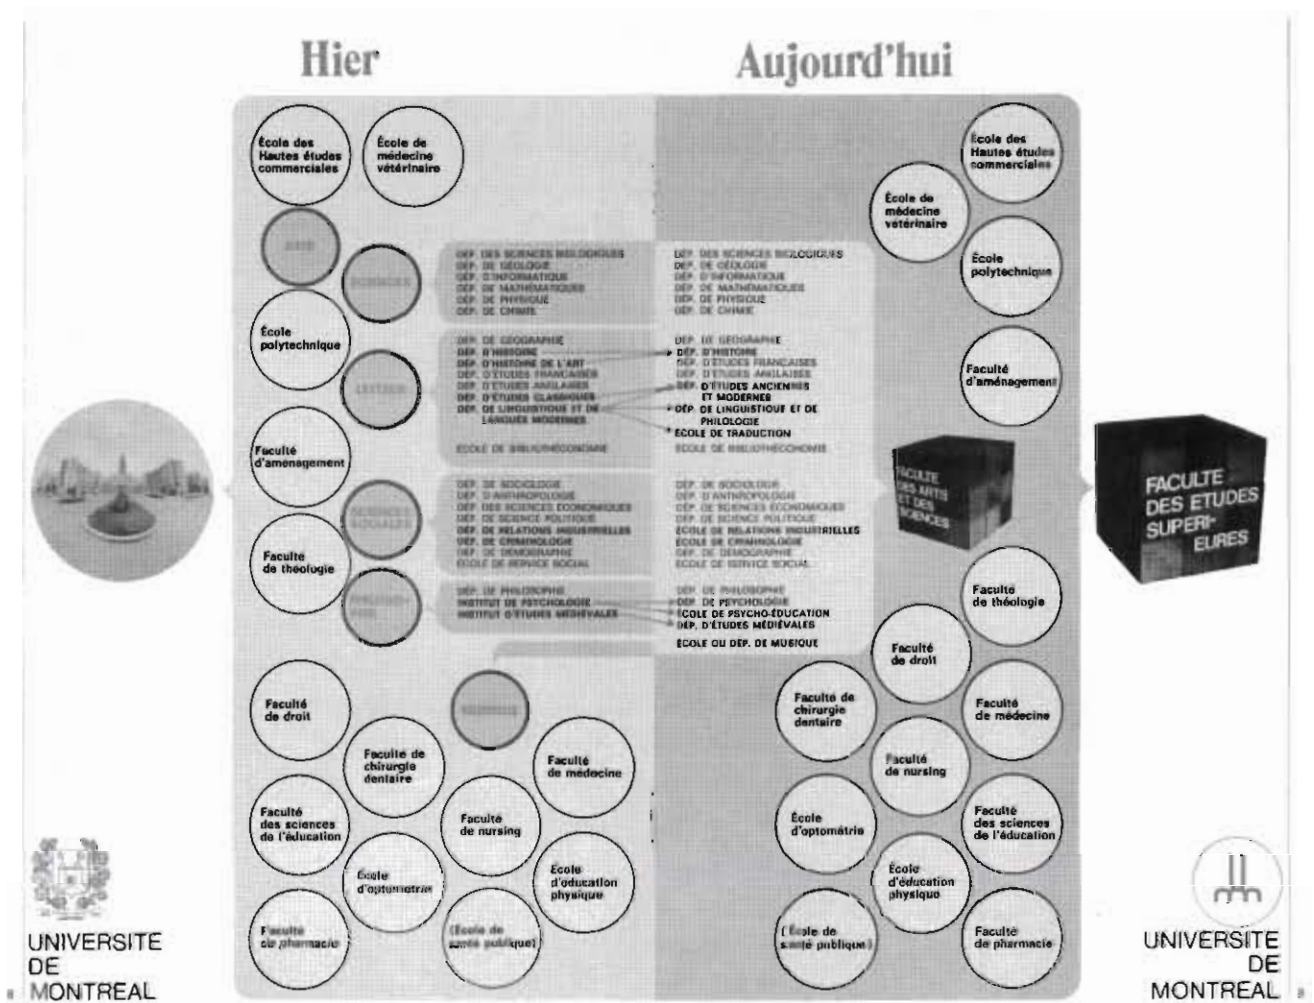 Hier
Aujourd'hui
École des
Hautes études
commerciales
École de
médecine
vétérinaire
SCIENCES
École
polytechnique
LETTRES
Faculté
d'aménagement
SCIENCES
SOCIALES
Faculté
de théologie
DÉP. DES SCIENCES BIOLOGIQUES
DÉP. DE GÉOLOGIE
DÉP. D'INFORMATIQUE
DÉP. DE MATHÉMATIQUES
DÉP. DE PHYSIQUE
DÉP. DE CHIMIE
DÉP. DE GÉOGRAPHIE
DÉP. D'HISTOIRE
DÉP. D'HISTOIRE DE L'ART
DÉP. D'ÉTUDES FRANÇAISES
DÉP. D'ÉTUDES ANGLAISES
DÉP. D'ÉTUDES CLASSIQUES
DÉP. DE LINGUISTIQUE ET DE
LANGUES MODERNES
ÉCOLE DE BIBLIOTHÉCONOMIE
DÉP. DE SOCIOLOGIE
DÉP. D'ANTHROPOLOGIE
DÉP. DES SCIENCES ÉCONOMIQUES
DÉP. DE SCIENCE POLITIQUE
DÉP. DE RELATIONS INDUSTRIELLES
DÉP. DE CRIMINOLOGIE
DÉP. DE DÉMOGRAPHIE
ÉCOLE DE SERVICE SOCIAL
DÉP. DE PHILOSOPHIE
INSTITUT DE PSYCHOLOGIE
INSTITUT D'ÉTUDES MÉDIÉVALES
Faculté
de droit
Faculté de
chirurgie
dentaire
Faculté
de médecine
Faculté
des sciences
de l'éducation
Faculté
de nursing
École
d'optométrie
École
d'éducation
physique
Faculté
de pharmacie
(École de
santé publique)
DÉP. DES SCIENCES BIOLOGIQUES
DÉP. DE GÉOLOGIE
DÉP. D'INFORMATIQUE
DÉP. DE MATHÉMATIQUES
DÉP. DE PHYSIQUE
DÉP. DE CHIMIE
DÉP. DE GÉOGRAPHIE
DÉP. D'HISTOIRE
DÉP. D'ÉTUDES FRANÇAISES
DÉP. D'ÉTUDES ANGLAISES
DÉP. D'ÉTUDES ANCIENNES
ET MODERNES
DÉP. DE LINGUISTIQUE ET DE
PHILOLOGIE
ÉCOLE DE TRADUCTION
ÉCOLE DE BIBLIOTHÉCONOMIE
DÉP. DE SOCIOLOGIE
DÉP. D'ANTHROPOLOGIE
DÉP. DE SCIENCES ÉCONOMIQUES
DÉP. DE SCIENCE POLITIQUE
ÉCOLE DE RELATIONS INDUSTRIELLES
ÉCOLE DE CRIMINOLOGIE
DÉP. DE DÉMOGRAPHIE
ÉCOLE DE SERVICE SOCIAL
DÉP. DE PHILOSOPHIE
DÉP. DE PSYCHOLOGIE
ÉCOLE DE PSYCHO-ÉDUCATION
DÉP. D'ÉTUDES MÉDIÉVALES
ÉCOLE OU DÉP. DE MUSIQUE
École des
Hautes études
commerciales
École de
médecine
vétérinaire
École
polytechnique
Faculté
d'aménagement
FACULTE
DES ARTS
ET DES
SCIENCES
FACULTE
DES ETUDES
SUPERI-
EURES
Faculté
de théologie
Faculté
de droit
Faculté de
chirurgie
dentaire
Faculté
de médecine
Faculté
de nursing
École
d'optométrie
Faculté
des sciences
de l'éducation
École
d'éducation
physique
(École de
santé publique)
Faculté
de pharmacie
UNIVERSITE
DE
MONTREAL
UNIVERSITE
DE
MONTREAL